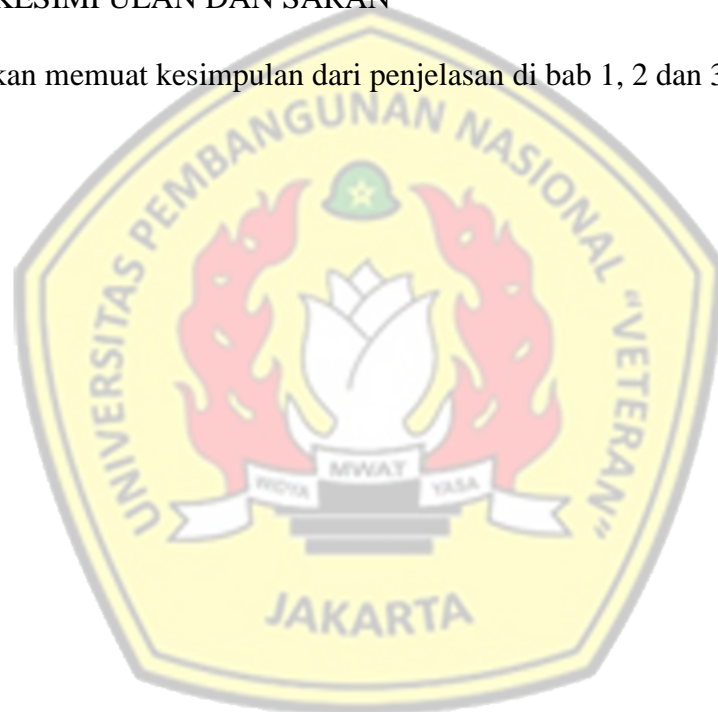 KESIMPULAN DAN SARAN
kan memuat kesimpulan dari penjelasan di bab 1, 2 dan 3
UNIVERSITAS PEMBANGUNAN NASIONAL "VETERAN"
WIDYA MWAT YASA
JAKARTA